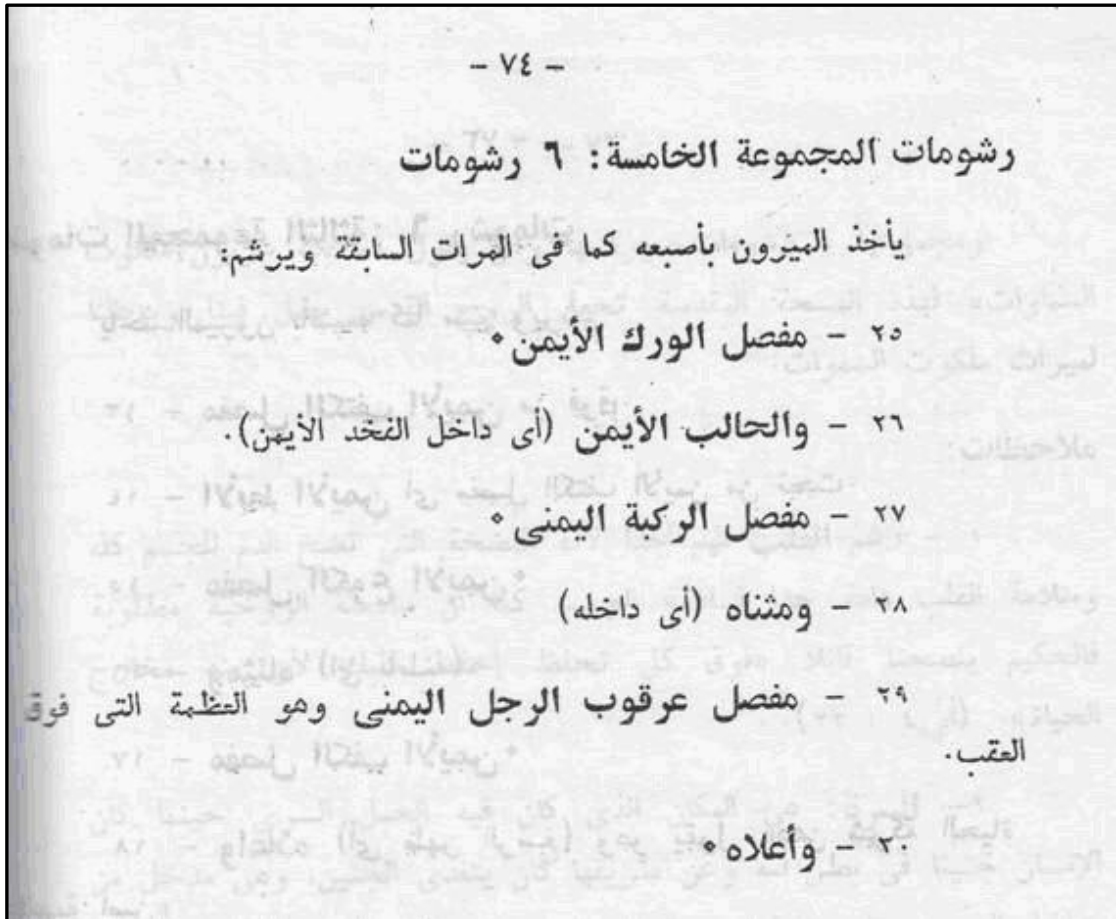 - ٧٤ -
رشومات المجموعة الخامسة: ٦ رشومات
يأخذ الميرون بأصبعه كما فى المرات السابقة ويرشم:
٢٥ - مفصل الورك الأيمن.
٢٦ - والحالب الأيمن (أى داخل الفخد الأيمن).
٢٧ - مفصل الركبة اليمنى.
٢٨ - ومثناه (أى داخله)
٢٩ - مفصل عرقوب الرجل اليمنى وهو العظمة التى فوق
العقب.
٣٠ - وأعلاه.